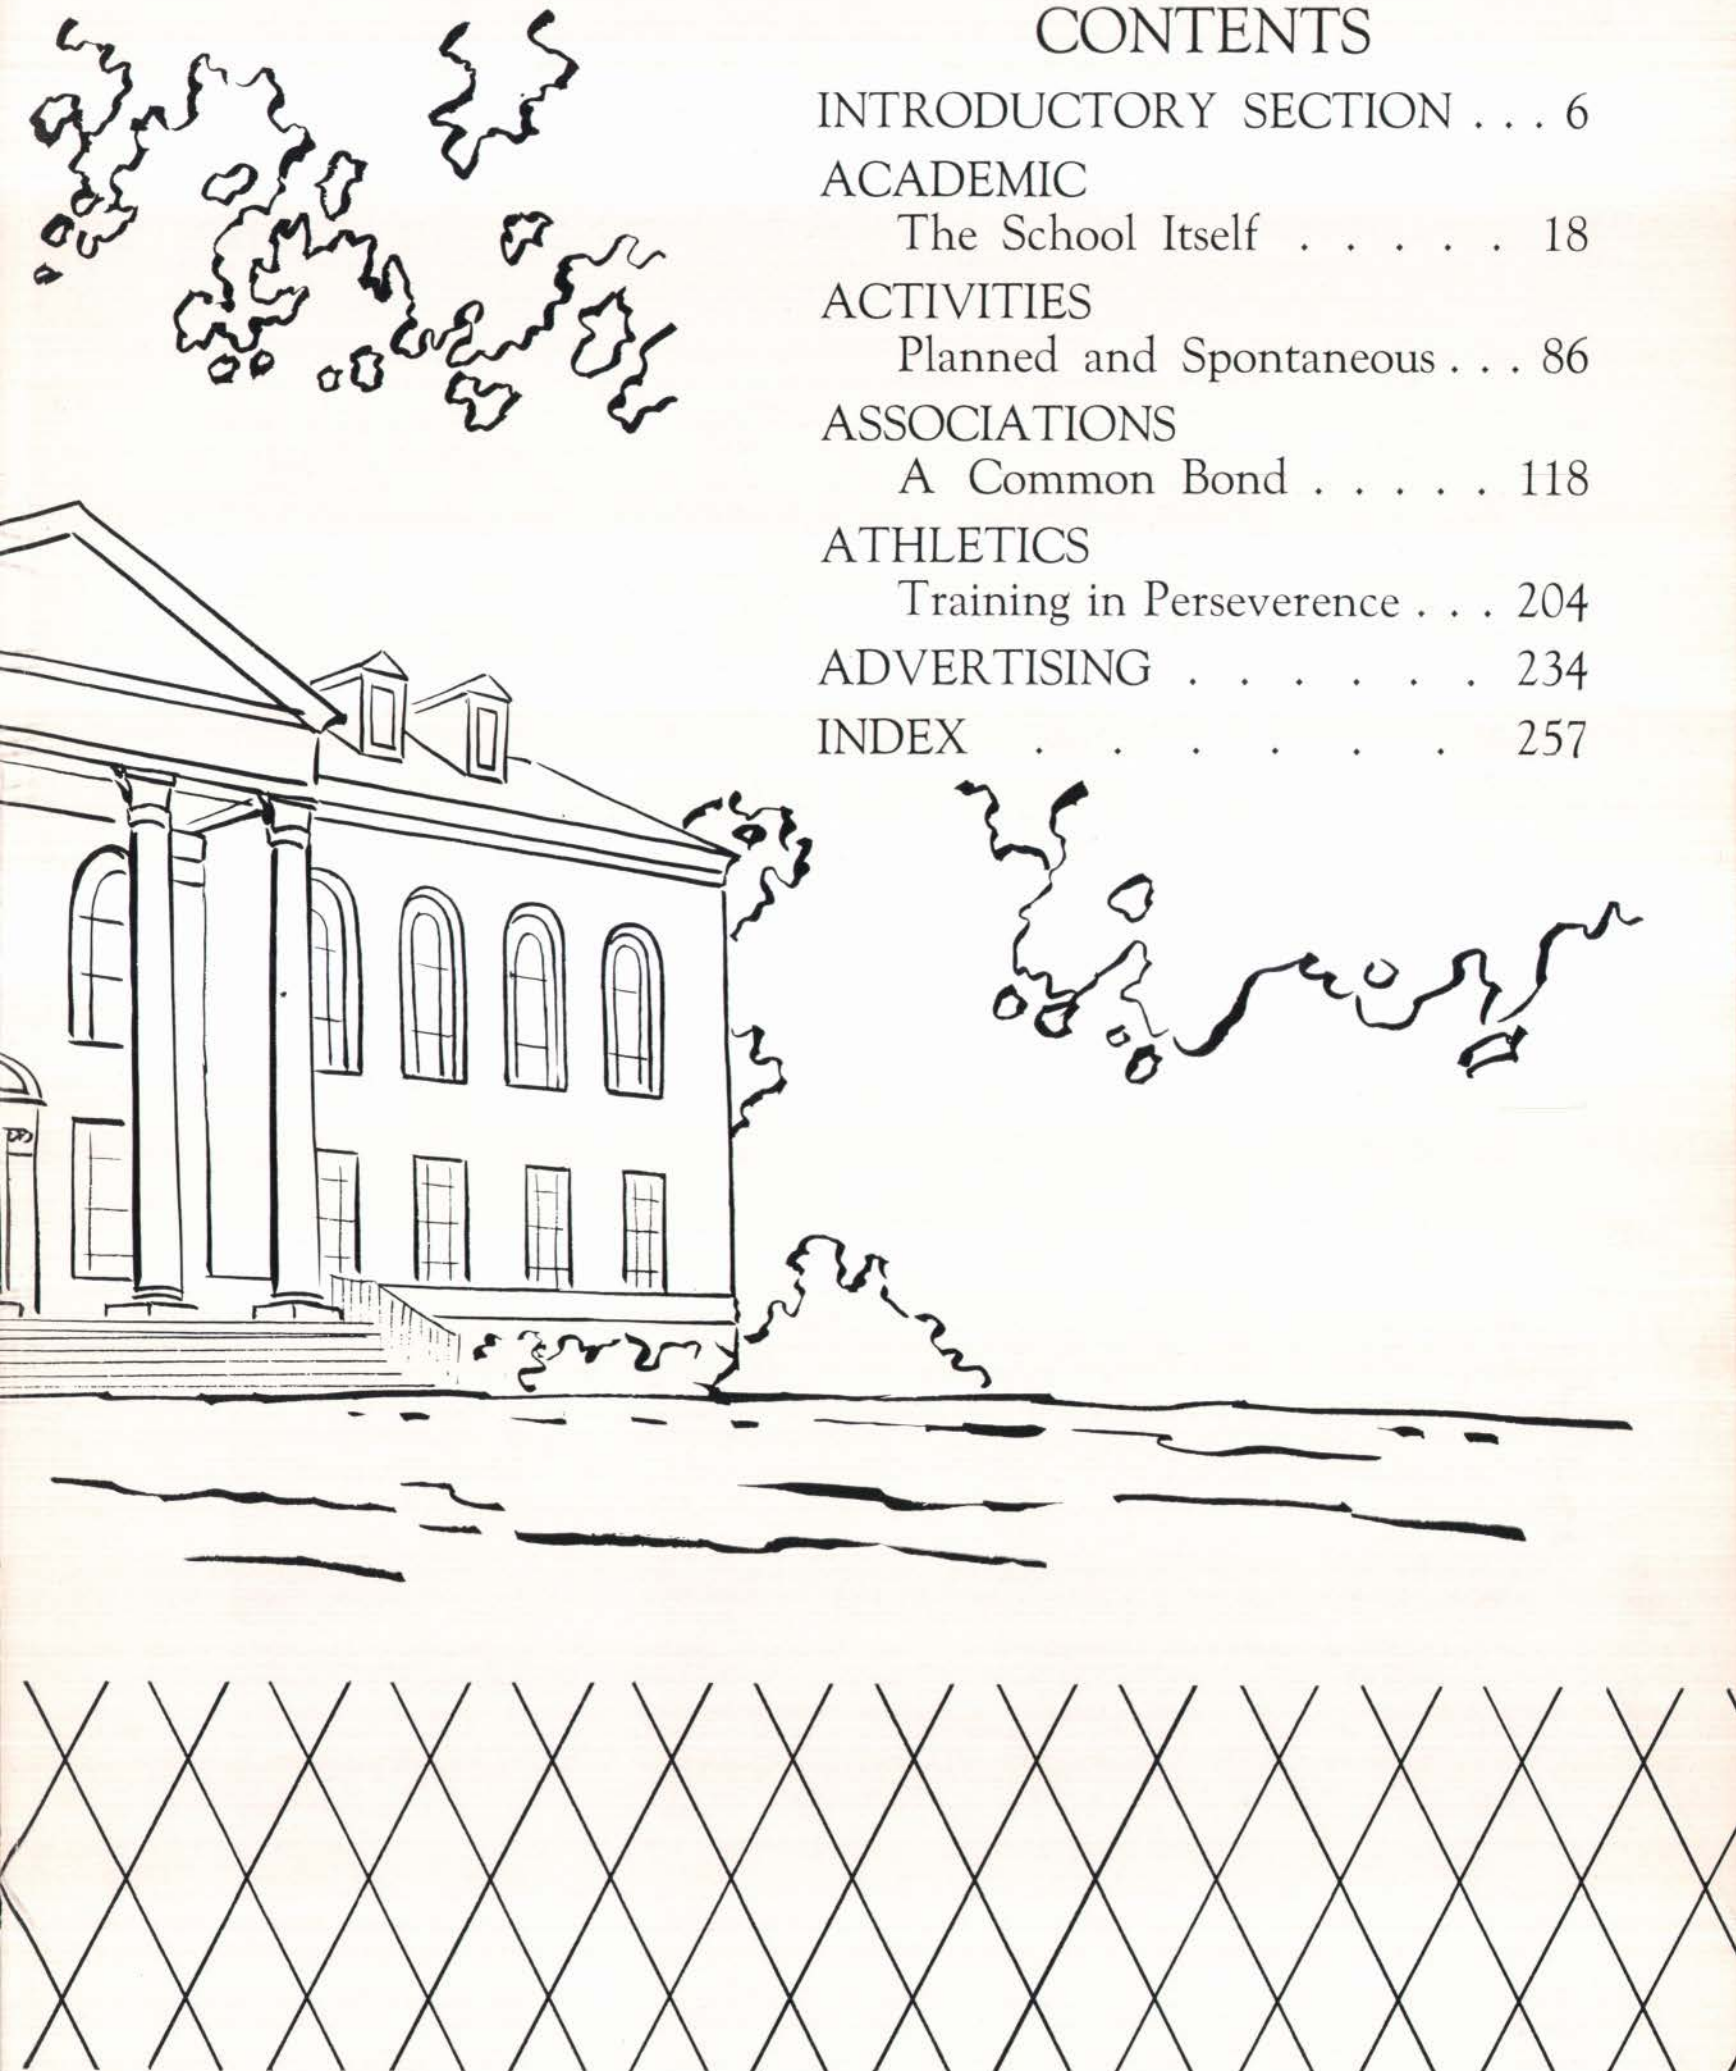 CONTENTS
INTRODUCTORY SECTION . . . 6
ACADEMIC
The School Itself . . . . . 18
ACTIVITIES
Planned and Spontaneous . . . 86
ASSOCIATIONS
A Common Bond . . . . . 118
ATHLETICS
Training in Perseverence . . . 204
ADVERTISING . . . . . . 234
INDEX . . . . . . 257